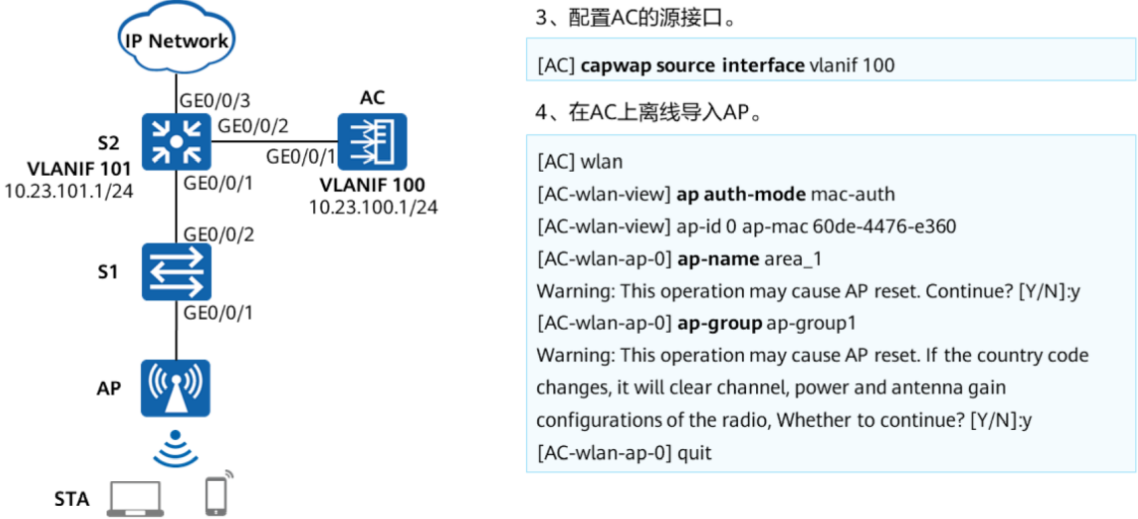 IP Network
GE0/0/3
AC
GE0/0/2
S2
GE0/0/1
VLANIF 101
10.23.101.1/24
GE0/0/1
VLANIF 100
10.23.100.1/24
GE0/0/2
S1
GE0/0/1
AP
STA
3、配置AC的源接口。
[AC] capwap source interface vlanif 100
4、在AC上离线导入AP。
[AC] wlan
[AC-wlan-view] ap auth-mode mac-auth
[AC-wlan-view] ap-id 0 ap-mac 60de-4476-e360
[AC-wlan-ap-0] ap-name area_1
Warning: This operation may cause AP reset. Continue? [Y/N]:y
[AC-wlan-ap-0] ap-group ap-group1
Warning: This operation may cause AP reset. If the country code
changes, it will clear channel, power and antenna gain
configurations of the radio, Whether to continue? [Y/N]:y
[AC-wlan-ap-0] quit